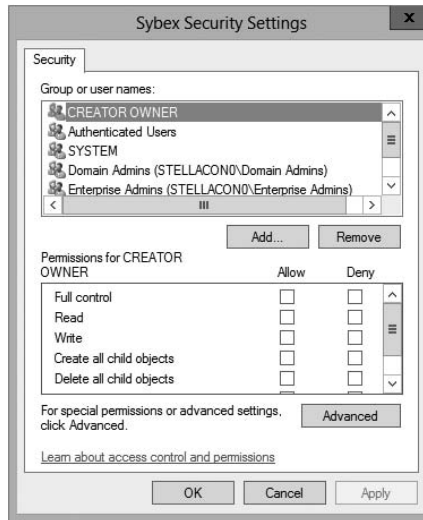 Sybex Security Settings
x
Security
Group or user names:
CREATOR OWNER
Authenticated Users
SYSTEM
Domain Admins (STELLACON0\Domain Admins)
Enterprise Admins (STELLACON0\Enterprise Admins)
Add...
Remove
Permissions for CREATOR
OWNER
Allow
Deny
Full control
Read
Write
Create all child objects
Delete all child objects
For special permissions or advanced settings,
click Advanced.
Advanced
Learn about access control and permissions
OK
Cancel
Apply